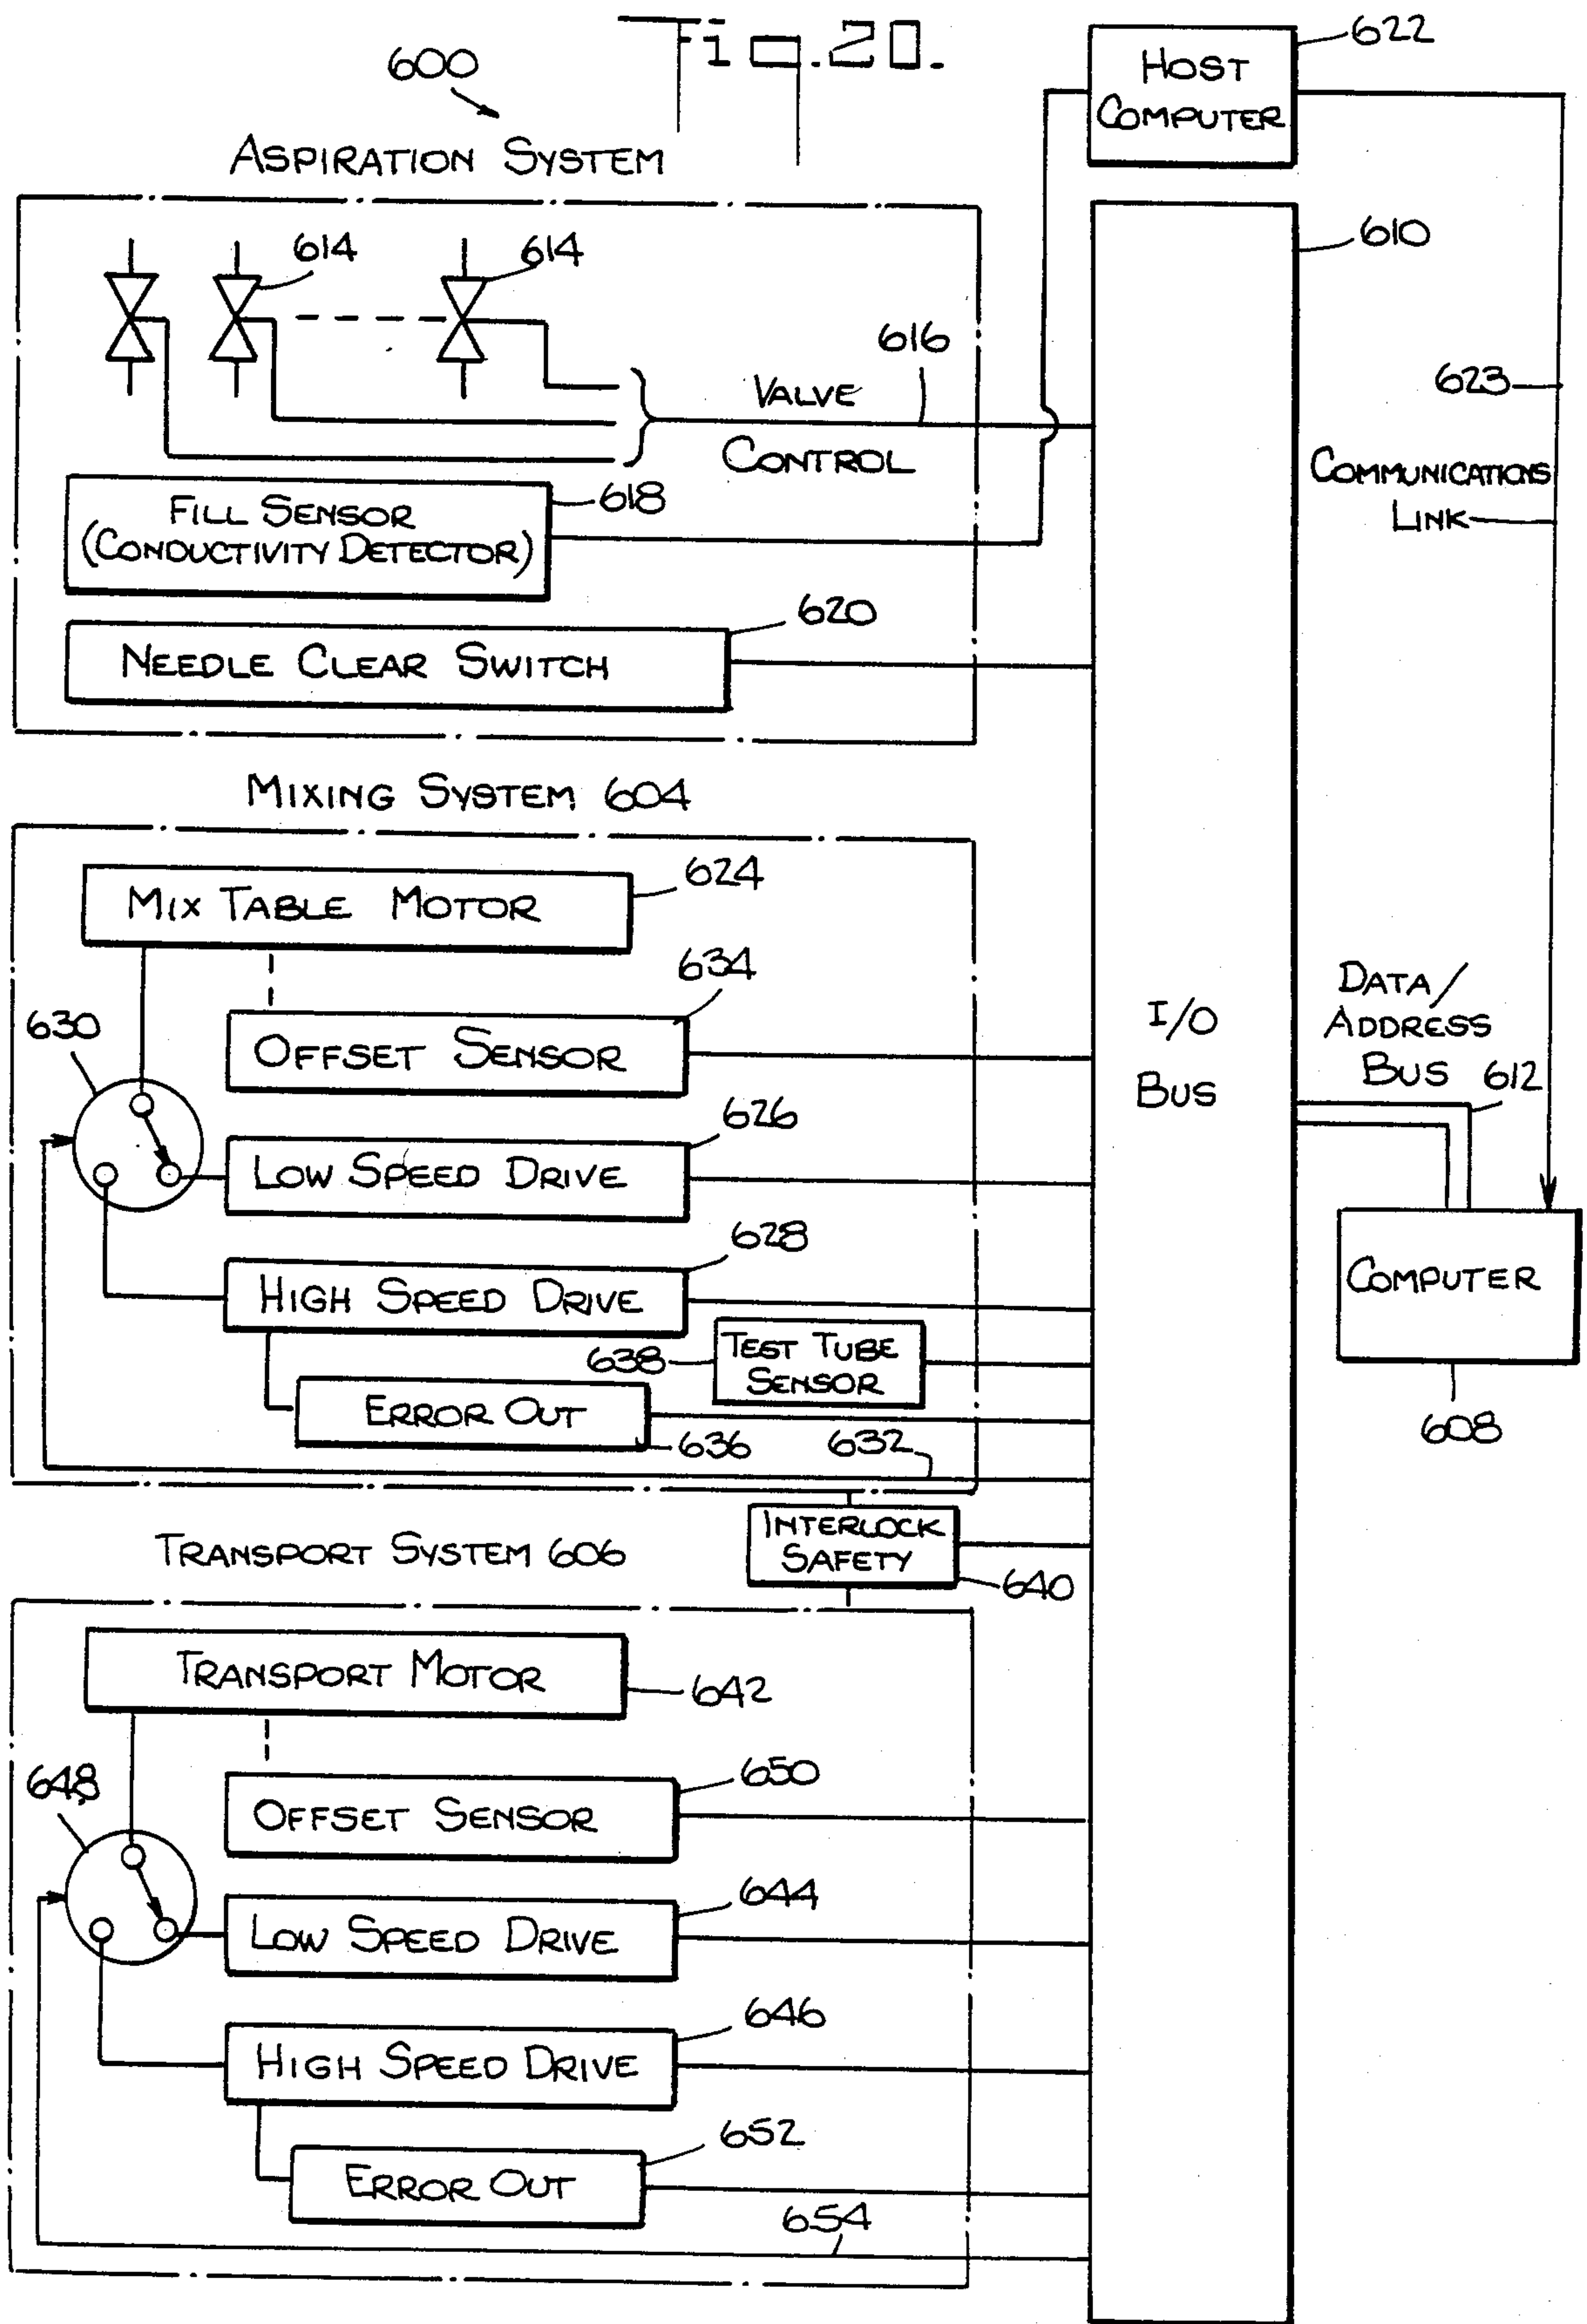 Fig.20.
600
622
HOST
COMPUTER
ASPIRATION SYSTEM
610
614
614
616
VALVE
CONTROL
623
COMMUNICATIONS
LINK
FILL SENSOR
(CONDUCTIVITY DETECTOR)
618
620
NEEDLE CLEAR SWITCH
MIXING SYSTEM 604
624
MIX TABLE MOTOR
634
630
OFFSET SENSOR
626
LOW SPEED DRIVE
628
HIGH SPEED DRIVE
638
TEST TUBE
SENSOR
ERROR OUT
636
632
I/O
BUS
DATA/
ADDRESS
BUS 612
COMPUTER
608
INTERLOCK
SAFETY
640
TRANSPORT SYSTEM 606
TRANSPORT MOTOR
642
648
650
OFFSET SENSOR
644
LOW SPEED DRIVE
646
HIGH SPEED DRIVE
652
ERROR OUT
654